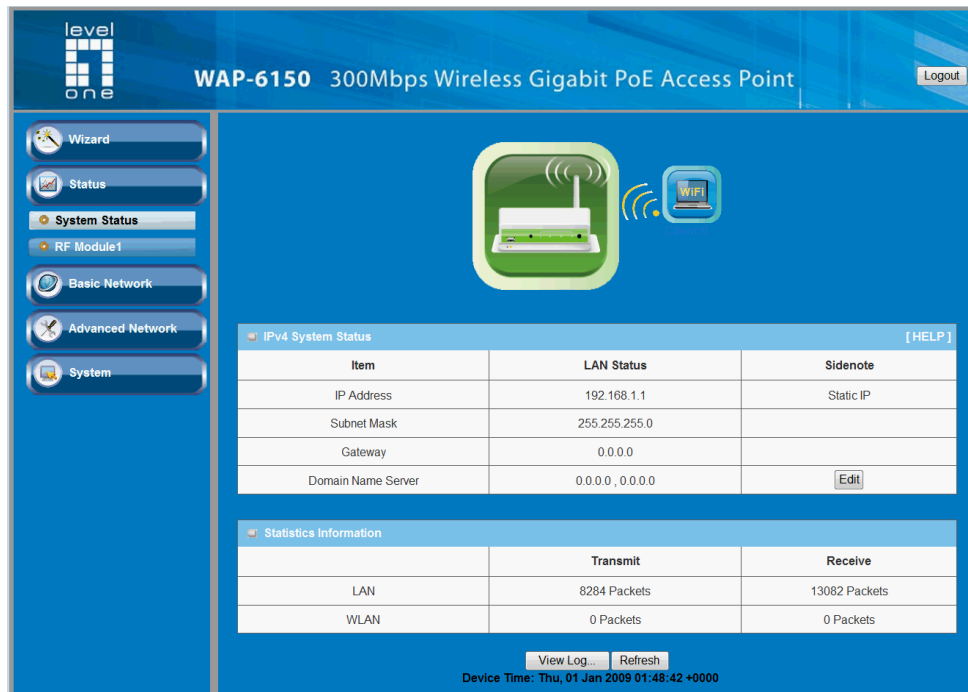 level
one
WAP-6150 300Mbps Wireless Gigabit PoE Access Point
Logout
Wizard
Status
System Status
RF Module1
Basic Network
Advanced Network
System
WiFi
IPv4 System Status [ HELP ]
Item LAN Status Sidenote
IP Address 192.168.1.1 Static IP
Subnet Mask 255.255.255.0
Gateway 0.0.0.0
Domain Name Server 0.0.0.0 , 0.0.0.0 Edit
Statistics Information
Transmit Receive
LAN 8284 Packets 13082 Packets
WLAN 0 Packets 0 Packets
View Log... Refresh
Device Time: Thu, 01 Jan 2009 01:48:42 +0000